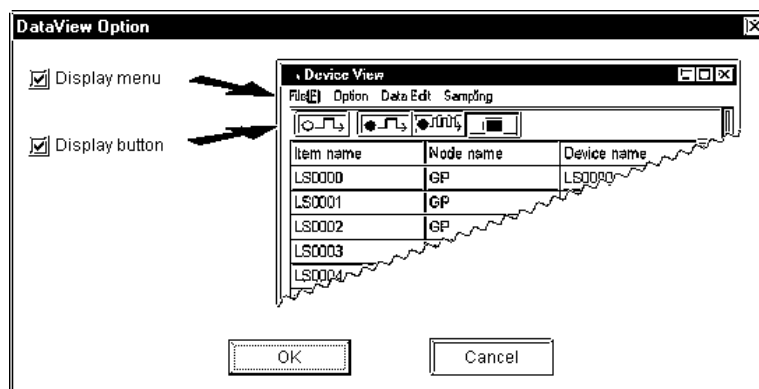 DataView Option
Display menu
Display button
Device View
File(F) Option Data Edit Sampling
Item name Node name Device name
LS0000 GP LS0000
LS0001 GP
LS0002 GP
LS0003
LS0004
OK Cancel